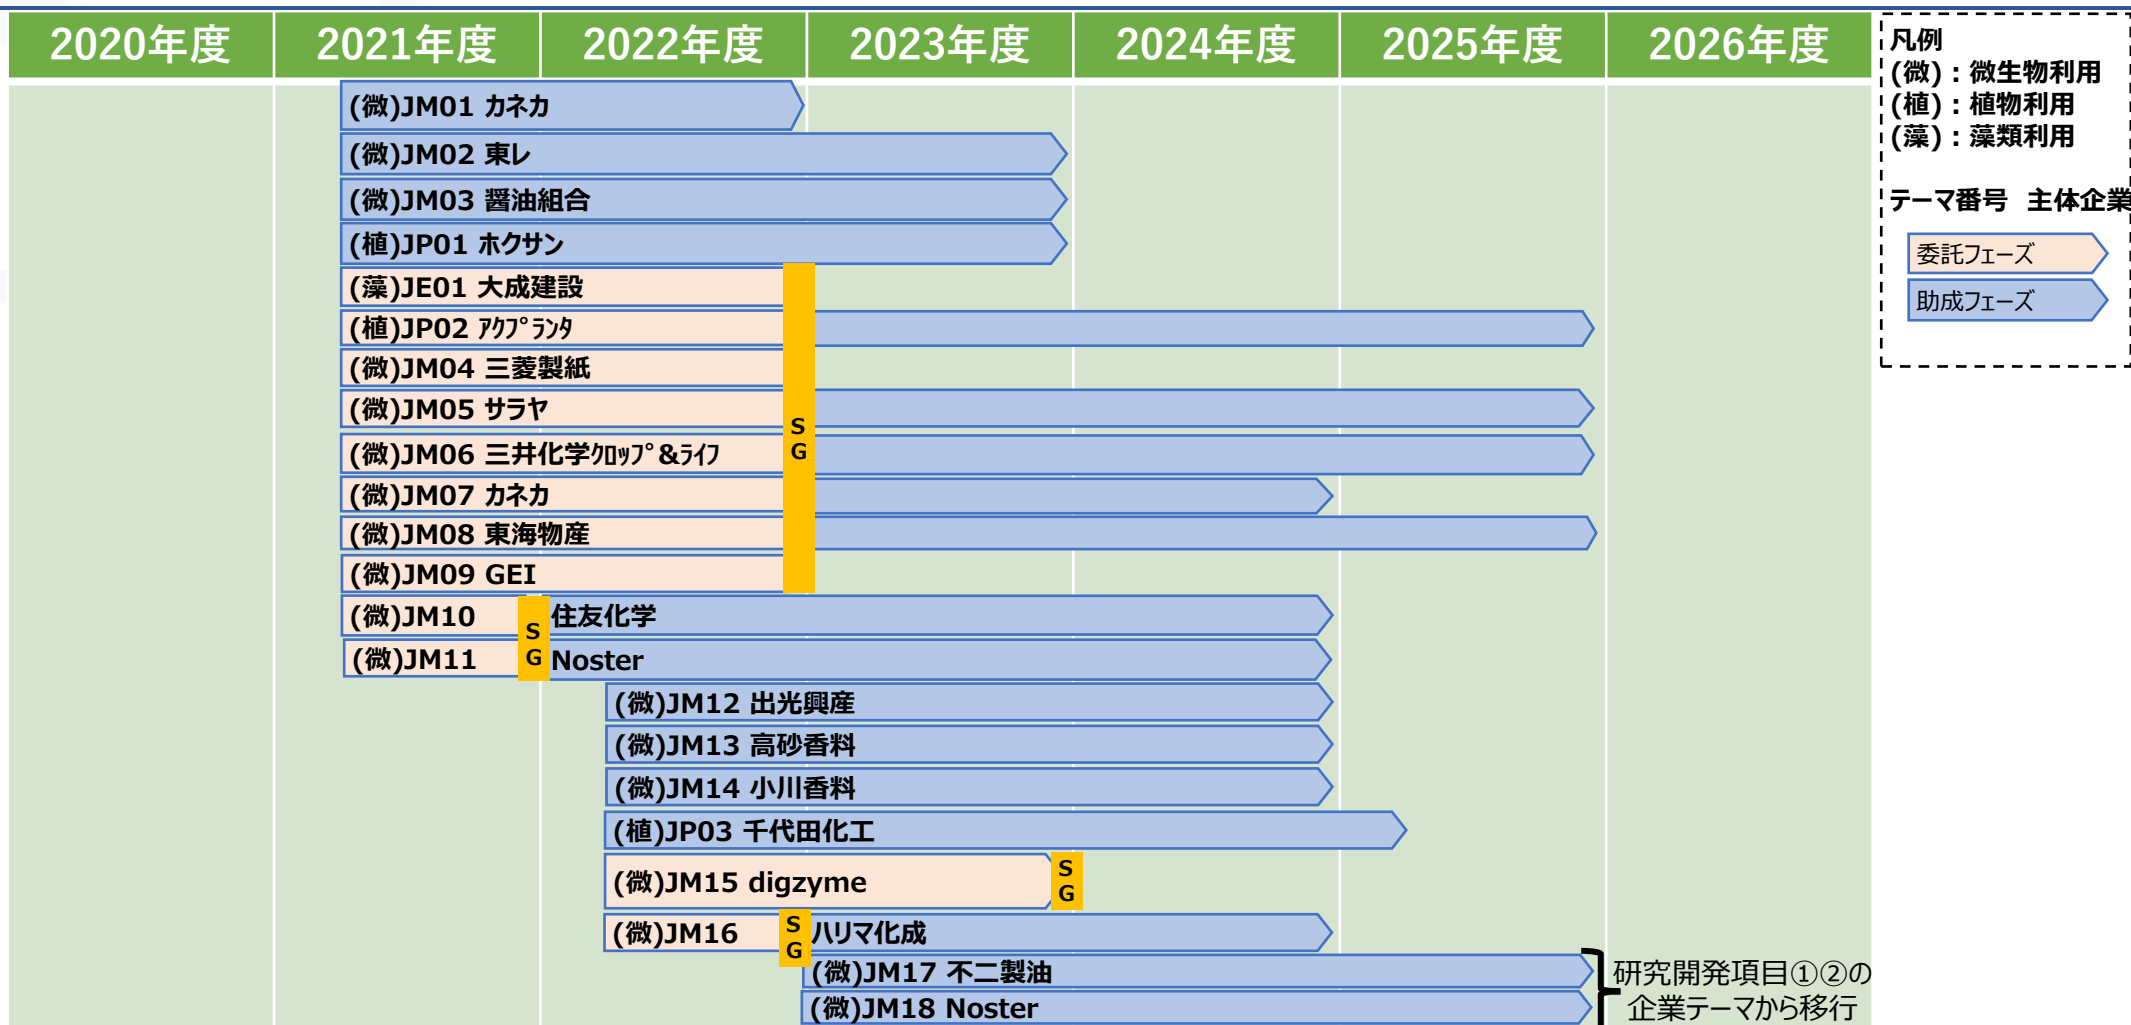 2020年度 2021年度 2022年度 2023年度 2024年度 2025年度 2026年度
凡例
(微)：微生物利用
(植)：植物利用
(藻)：藻類利用
テーマ番号 主体企業
委託フェーズ
助成フェーズ
(微)JM01 カネカ
(微)JM02 東レ
(微)JM03 醤油組合
(植)JP01 ホクサン
(藻)JE01 大成建設
(植)JP02 ｱｸﾌﾟﾗﾝﾀ
(微)JM04 三菱製紙
(微)JM05 サラヤ
(微)JM06 三井化学ｸﾛｯﾌﾟ&ﾗｲﾌ
(微)JM07 カネカ
(微)JM08 東海物産
(微)JM09 GEI
S
G
(微)JM10 住友化学
(微)JM11 Noster
S
G
(微)JM12 出光興産
(微)JM13 高砂香料
(微)JM14 小川香料
(植)JP03 千代田化工
(微)JM15 digzyme
S
G
(微)JM16 ハリマ化成
S
G
(微)JM17 不二製油
(微)JM18 Noster
研究開発項目①②の
企業テーマから移行